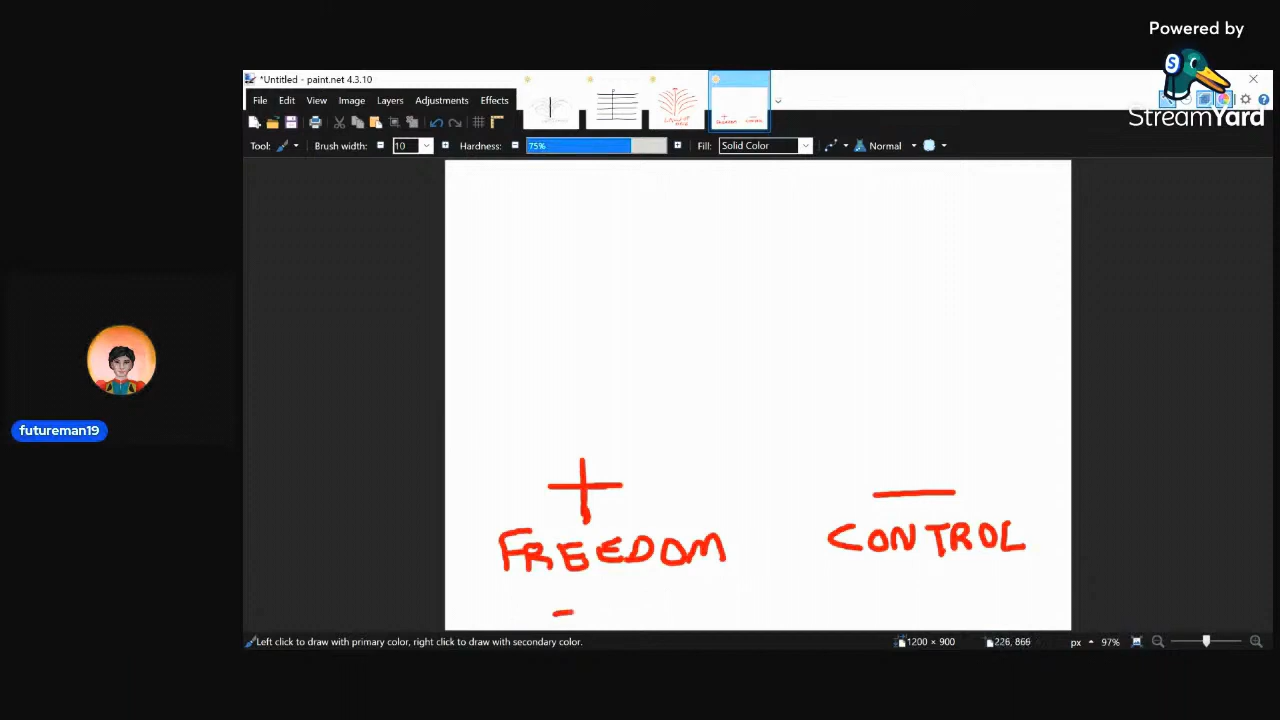 Powered by
StreamYard
*Untitled - paint.net 4.3.10
File Edit View Image Layers Adjustments Effects
Tool: Brush width: 10 Hardness: 75% Fill: Solid Color Normal
+ −
FREEDOM CONTROL
-
futureman19
Left click to draw with primary color, right click to draw with secondary color. 1200 × 900 226, 866 px 97%